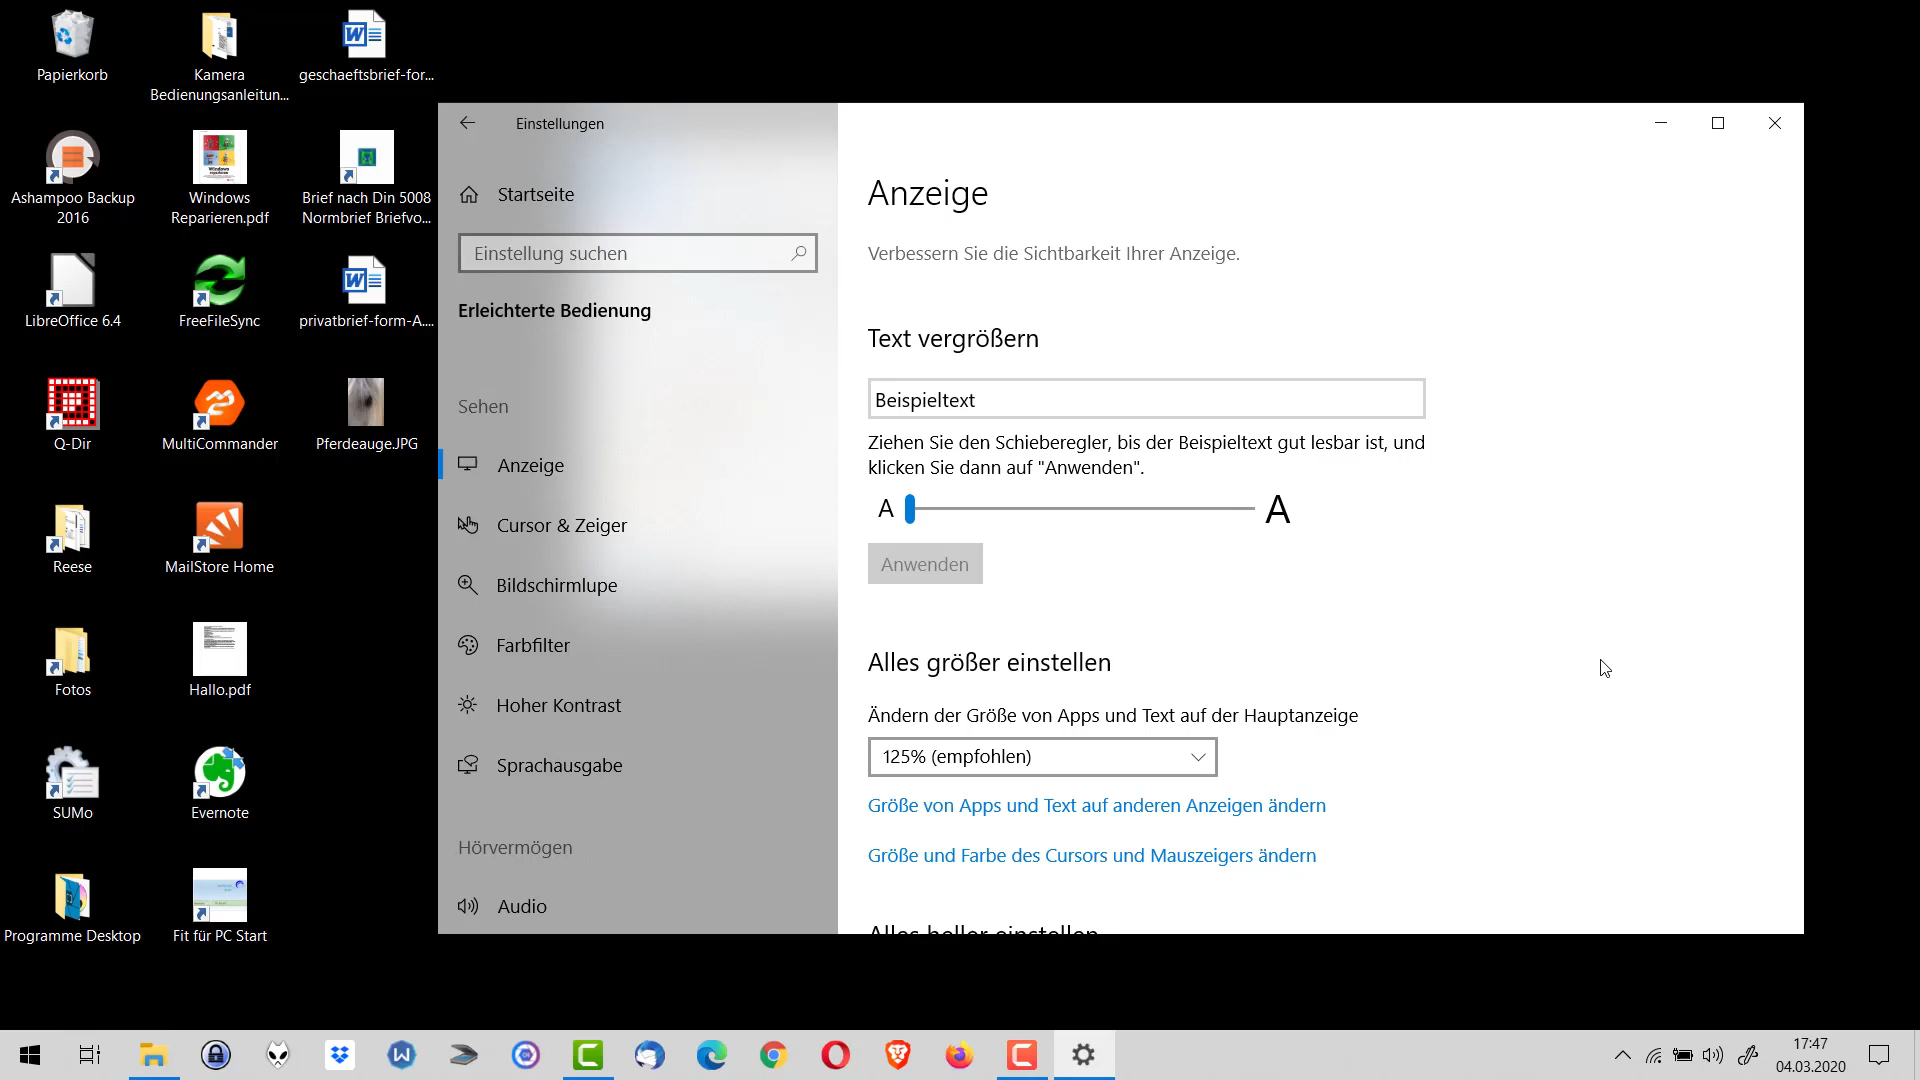 Papierkorb
Kamera
Bedienungsanleitun...
geschaeftsbrief-for...
Ashampoo Backup
2016
Windows
Reparieren.pdf
Brief nach Din 5008
Normbrief Briefvo...
LibreOffice 6.4
FreeFileSync
privatbrief-form-A....
Q-Dir
MultiCommander
Pferdeauge.JPG
Reese
MailStore Home
Fotos
Hallo.pdf
SUMo
Evernote
Programme Desktop
Fit für PC Start
Einstellungen
Startseite
Einstellung suchen
Erleichterte Bedienung
Sehen
Anzeige
Cursor & Zeiger
Bildschirmlupe
Farbfilter
Hoher Kontrast
Sprachausgabe
Hörvermögen
Audio
Anzeige
Verbessern Sie die Sichtbarkeit Ihrer Anzeige.
Text vergrößern
Beispieltext
Ziehen Sie den Schieberegler, bis der Beispieltext gut lesbar ist, und
klicken Sie dann auf "Anwenden".
A A
Anwenden
Alles größer einstellen
Ändern der Größe von Apps und Text auf der Hauptanzeige
125% (empfohlen)
Größe von Apps und Text auf anderen Anzeigen ändern
Größe und Farbe des Cursors und Mauszeigers ändern
Alles heller einstellen
17:47
04.03.2020